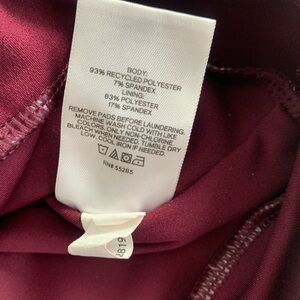 BODY:
93% RECYCLED POLYESTER
7% SPANDEX
LINING:
83% POLYESTER
17% SPANDEX
REMOVE PADS BEFORE LAUNDERING.
MACHINE WASH COLD WITH LIKE
COLORS. ONLY NON-CHLORINE
BLEACH WHEN NEEDED. TUMBLE DRY
LOW. COOL IRON IF NEEDED.
RN# 55285
4819